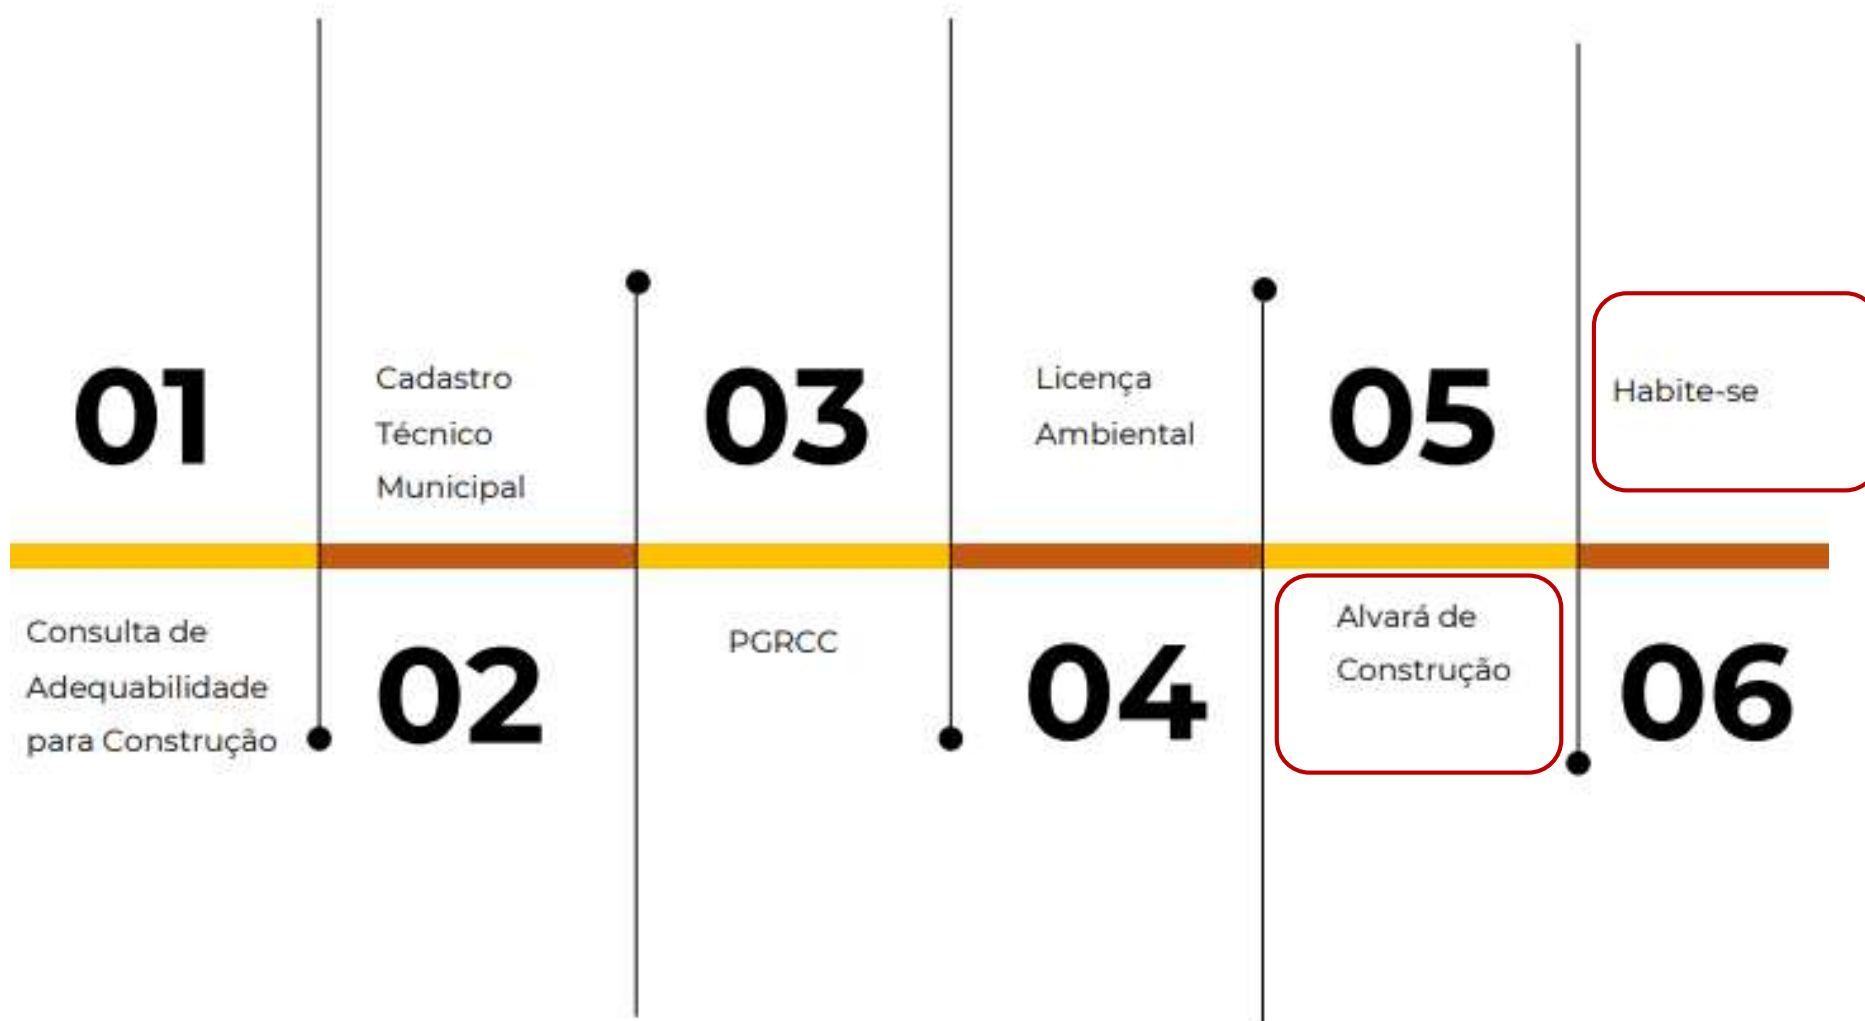 01
Consulta de
Adequabilidade
para Construção
Cadastro
Técnico
Municipal
02
03
PGRCC
Licença
Ambiental
04
05
Alvará de
Construção
Habite-se
06